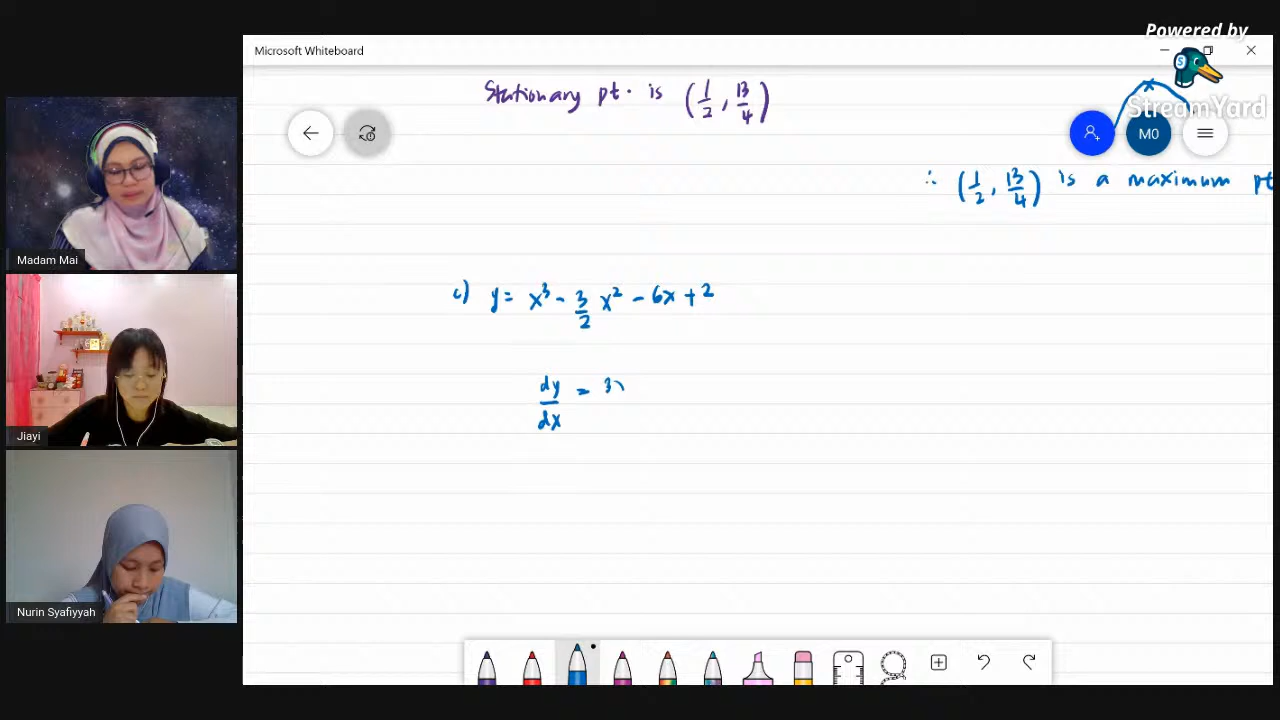 Powered by
StreamYard
Microsoft Whiteboard
Stationary pt. is (1/2, 13/4)
M0
∴ (1/2, 13/4) is a maximum pt
c) y = x³ - 3/2 x² - 6x + 2
dy/dx = 3
Madam Mai
Jiayi
Nurin Syafiyyah